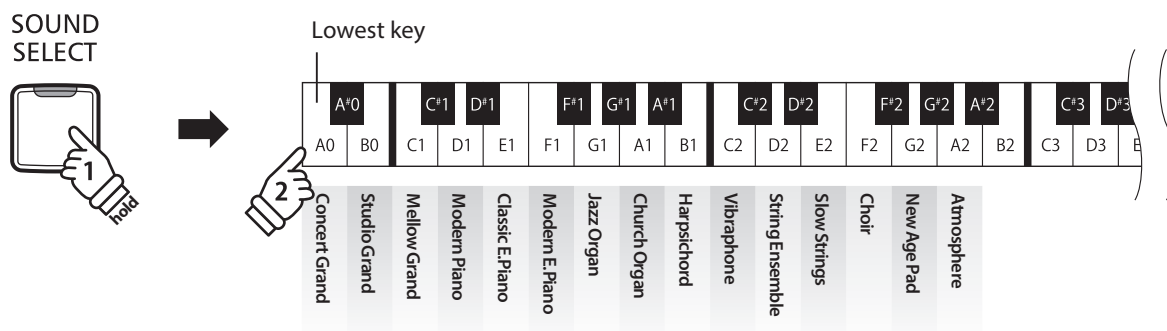 SOUND
SELECT
Lowest key
A#0 C#1 D#1 F#1 G#1 A#1 C#2 D#2 F#2 G#2 A#2 C#3 D#3
A0 B0 C1 D1 E1 F1 G1 A1 B1 C2 D2 E2 F2 G2 A2 B2 C3 D3 E
1
hold
2
Concert Grand
Studio Grand
Mellow Grand
Modern Piano
Classic E.Piano
Modern E.Piano
Jazz Organ
Church Organ
Harpsichord
Vibraphone
String Ensemble
Slow Strings
Choir
New Age Pad
Atmosphere